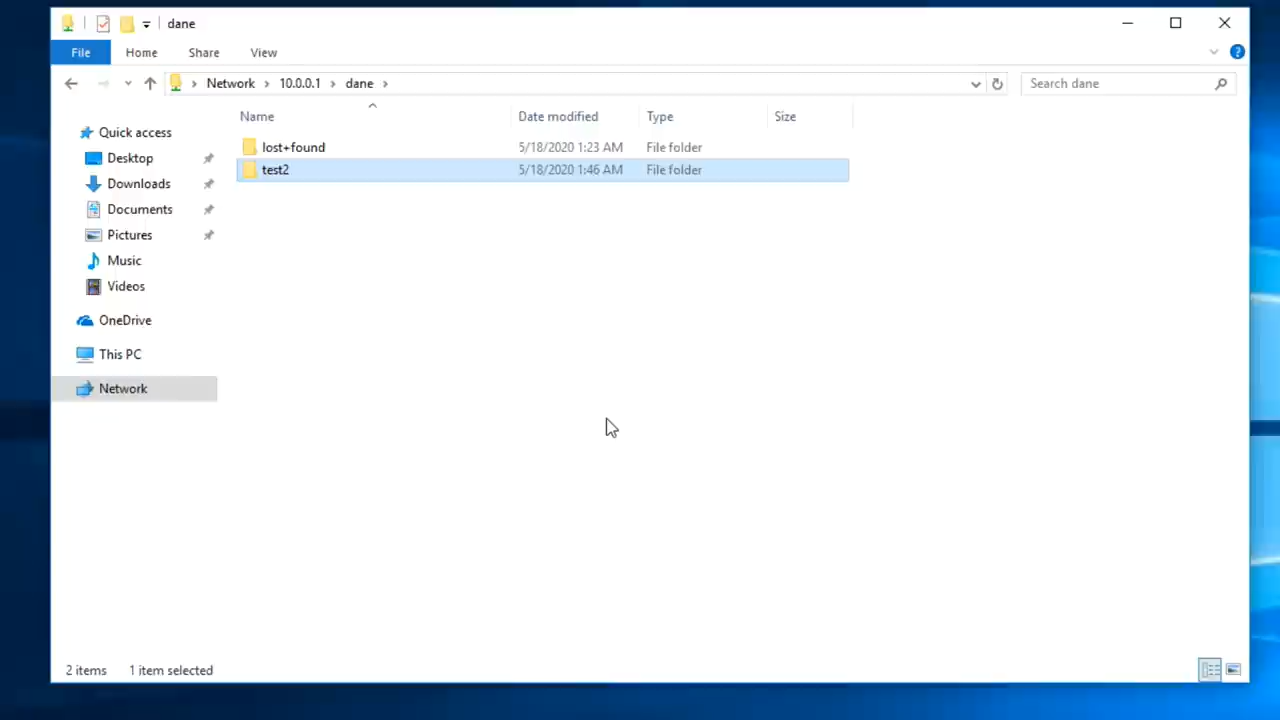 dane
File Home Share View
Network 10.0.0.1 dane Search dane
Name Date modified Type Size
Quick access
Desktop
Downloads
Documents
Pictures
Music
Videos
OneDrive
This PC
Network
lost+found 5/18/2020 1:23 AM File folder
test2 5/18/2020 1:46 AM File folder
2 items 1 item selected